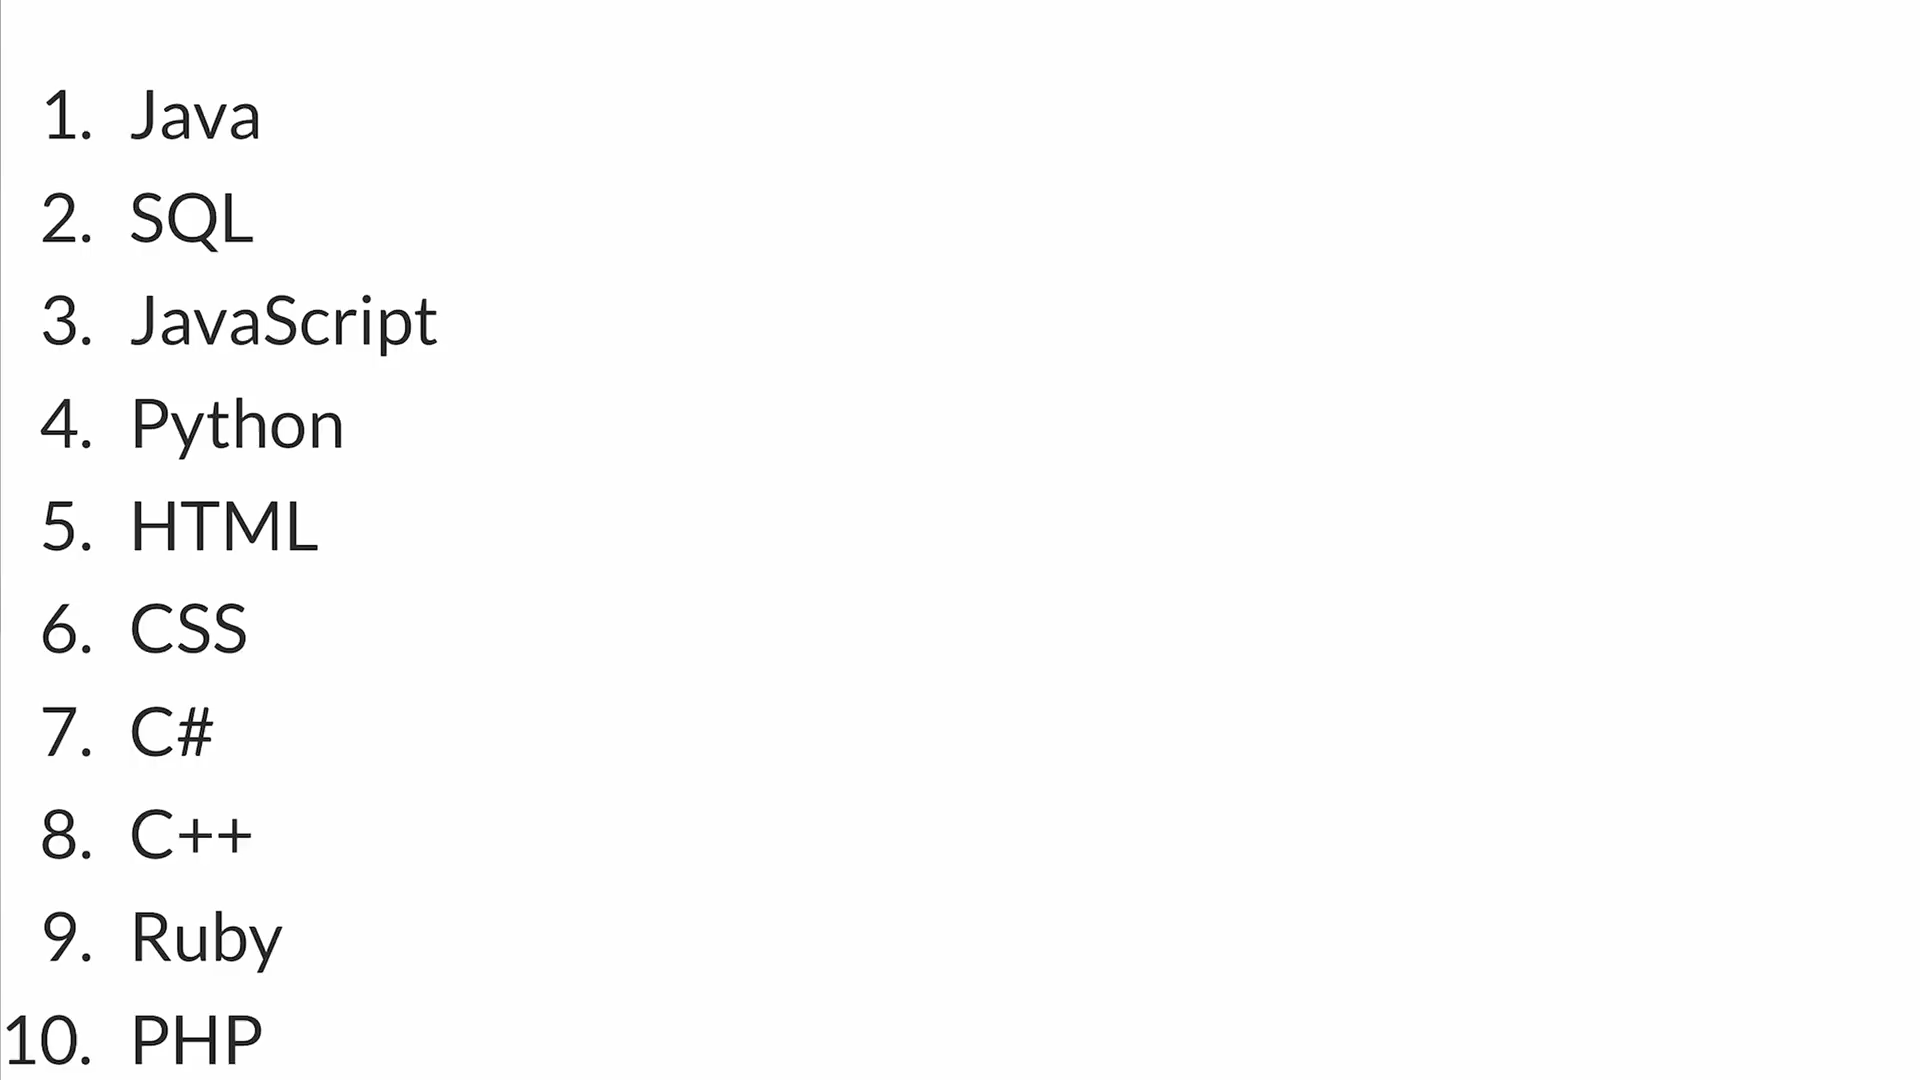 1. Java
2. SQL
3. JavaScript
4. Python
5. HTML
6. CSS
7. C#
8. C++
9. Ruby
10. PHP